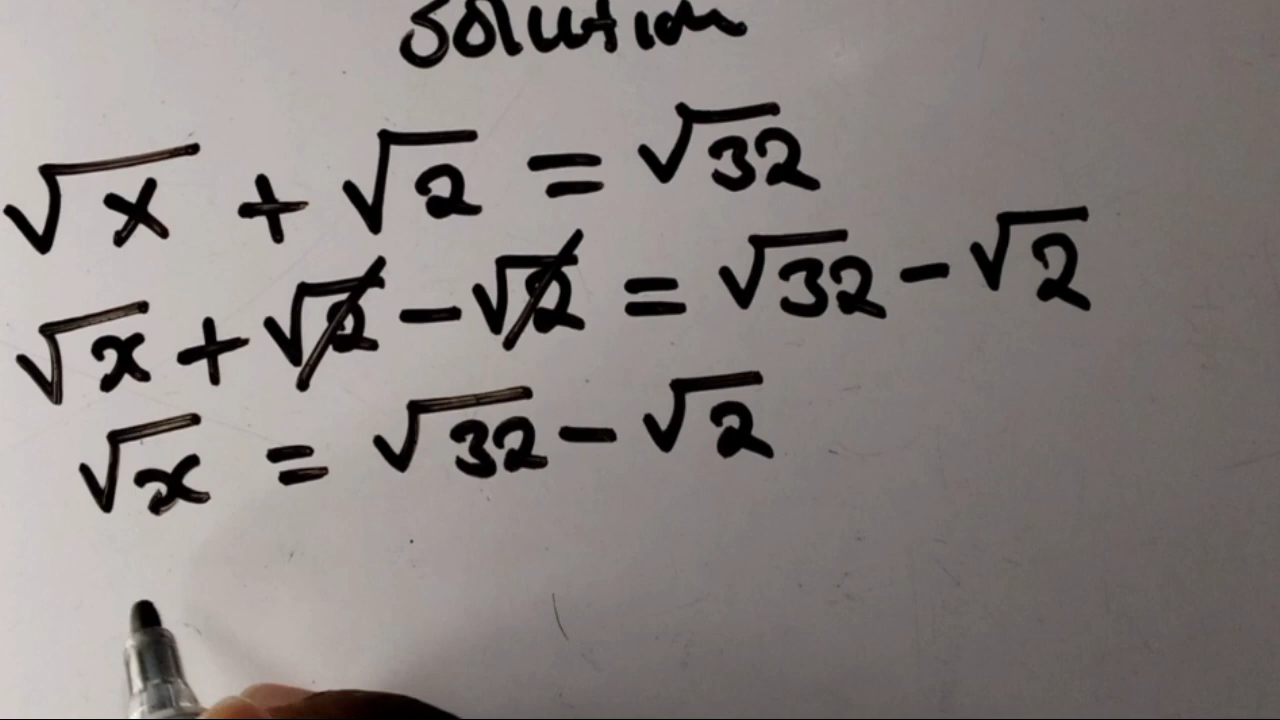 Solution
√x + √2 = √32
√x + √2 - √2 = √32 - √2
√x = √32 - √2